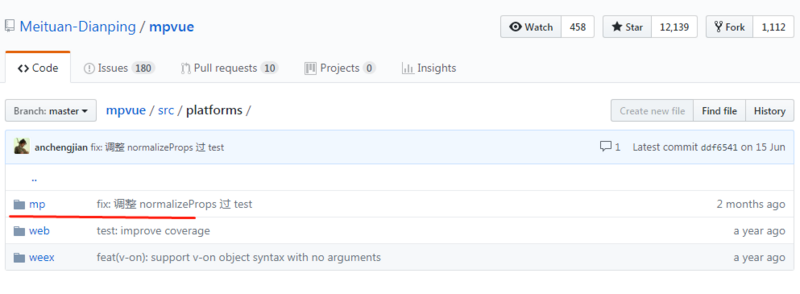 Meituan-Dianping / mpvue Watch 458 Star 12,139 Fork 1,112
Code Issues 180 Pull requests 10 Projects 0 Insights
Branch: master mpvue / src / platforms / Create new file Find file History
anchengjian fix: 调整 normalizeProps 过 test 1 Latest commit ddf6541 on 15 Jun
..
mp fix: 调整 normalizeProps 过 test 2 months ago
web test: improve coverage a year ago
weex feat(v-on): support v-on object syntax with no arguments a year ago